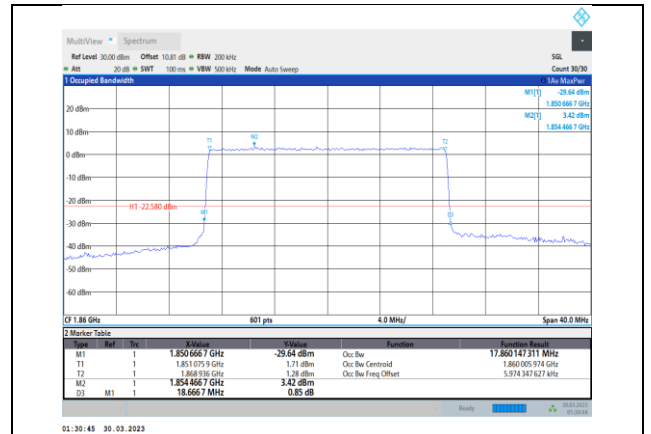 MultiView Spectrum
Ref Level 30.00 dBm Offset 10.81 dB RBW 200 kHz SGL
Att 20 dB SWT 100 ms VBW 500 kHz Mode Auto Sweep Count 30/30
1 Occupied Bandwidth 1Av MaxPwr
M1[1] -29.64 dBm
1.850 666 7 GHz
M2[1] 3.42 dBm
1.854 466 7 GHz
20 dBm
10 dBm
T1 M2 T2
0 dBm
-10 dBm
-20 dBm
H1 -22.580 dBm
M1 D3
-30 dBm
-40 dBm
-50 dBm
-60 dBm
CF 1.86 GHz 601 pts 4.0 MHz/ Span 40.0 MHz
2 Marker Table
Type Ref Trc X-Value Y-Value Function Function Result
M1 1 1.850 666 7 GHz -29.64 dBm Occ Bw 17.860 147 311 MHz
T1 1 1.851 075 9 GHz 1.71 dBm Occ Bw Centroid 1.860 005 974 GHz
T2 1 1.868 936 GHz 1.28 dBm Occ Bw Freq Offset 5.974 347 627 kHz
M2 1 1.854 466 7 GHz 3.42 dBm
D3 M1 1 18.666 7 MHz 0.85 dB
Ready 30.03.2023
01:30:44
01:30:45 30.03.2023